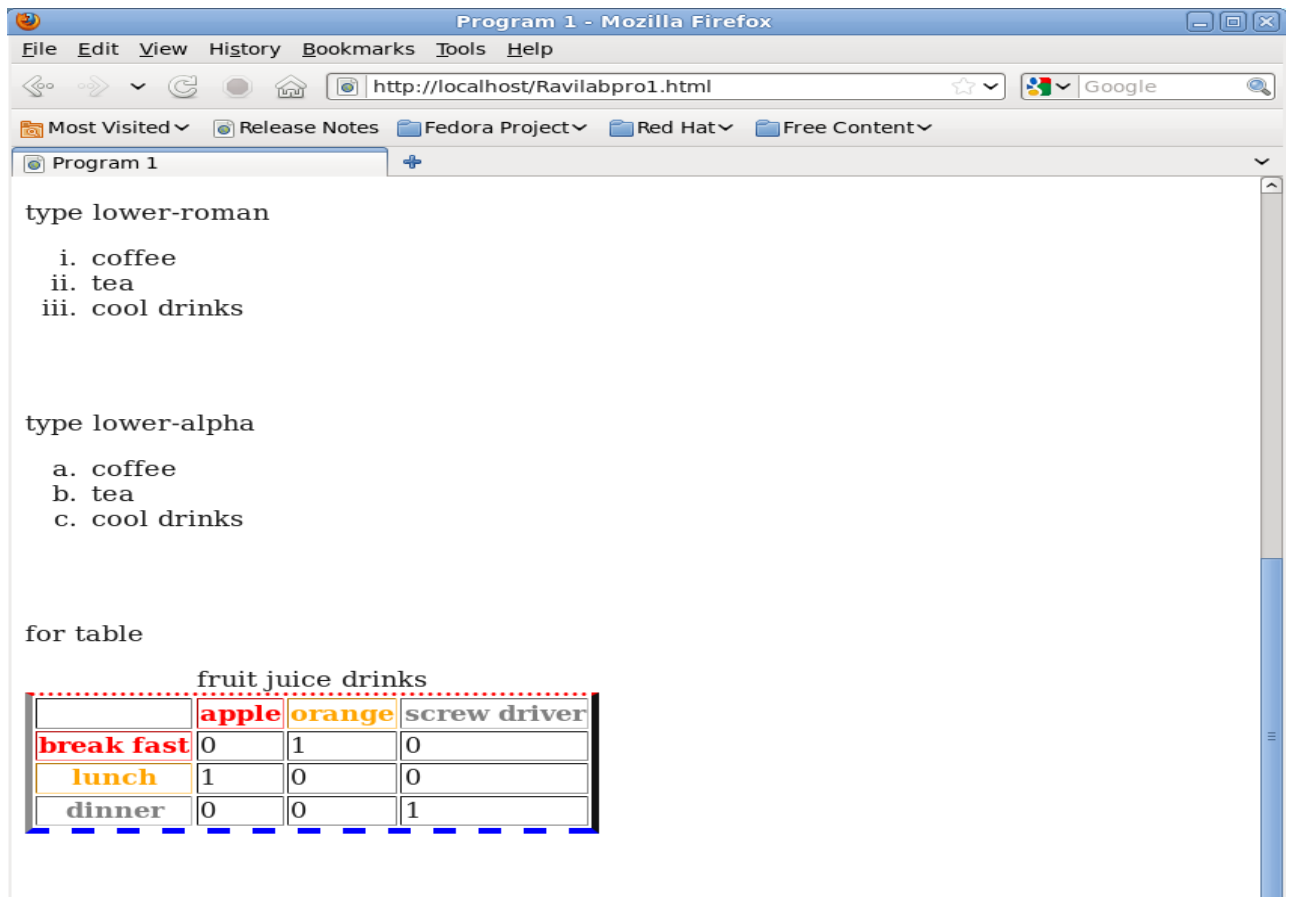 Program 1 - Mozilla Firefox
File Edit View History Bookmarks Tools Help
http://localhost/Ravilabpro1.html Google
Most Visited Release Notes Fedora Project Red Hat Free Content
Program 1
type lower-roman
i. coffee
ii. tea
iii. cool drinks
type lower-alpha
a. coffee
b. tea
c. cool drinks
for table
fruit juice drinks
apple orange screw driver
break fast 0 1 0
lunch 1 0 0
dinner 0 0 1